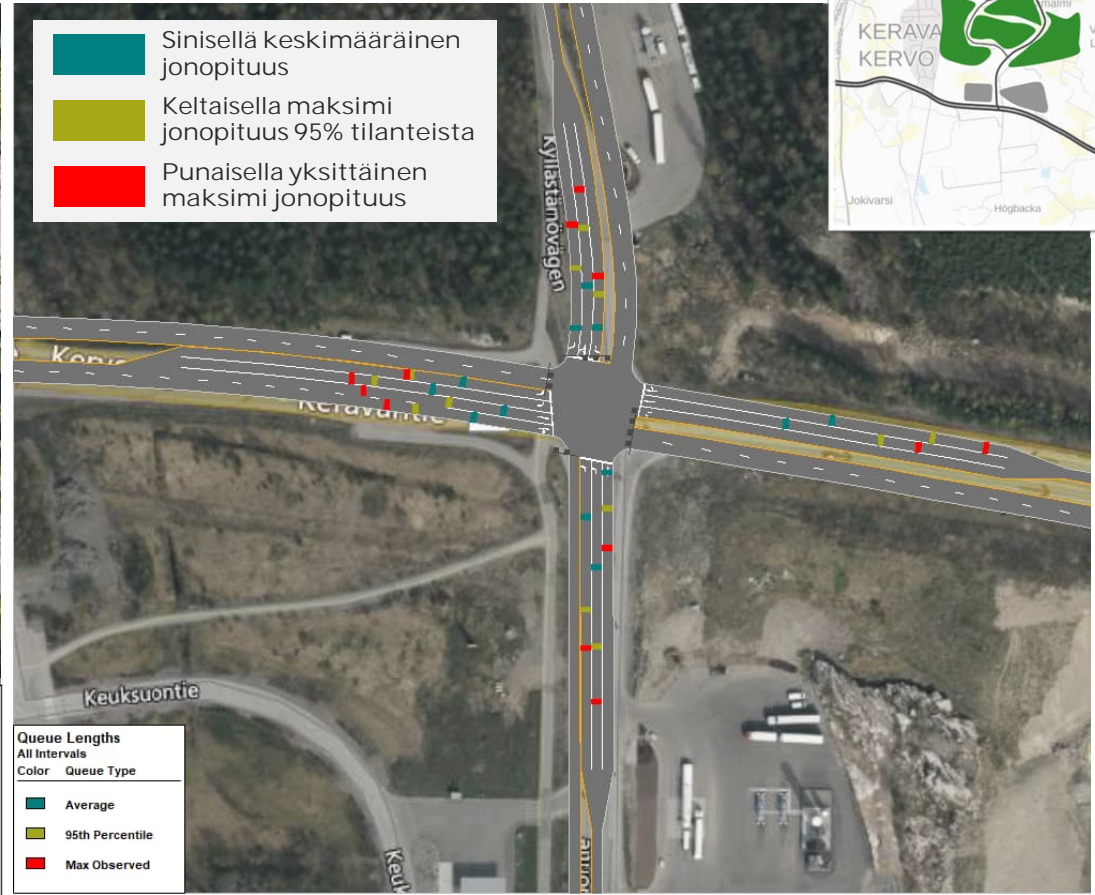 Sinisellä keskimääräinen
jonopituus
Keltaisella maksimi
jonopituus 95% tilanteista
Punaisella yksittäinen
maksimi jonopituus
malmi
KERAVA
KERVO
Jokivarsi
Högbacka
Kyllästämövägen
Keravantie
Keuksuontie
Queue Lengths
All Intervals
Color Queue Type
Average
95th Percentile
Max Observed